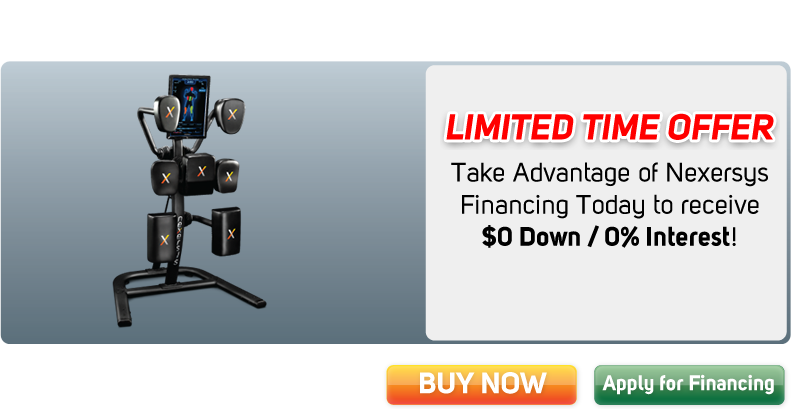 LIMITED TIME OFFER
Take Advantage of Nexersys
Financing Today to receive
$0 Down / 0% Interest!
X
X
X
X
X
X
X
NEXERSYS
BUY NOW
Apply for Financing